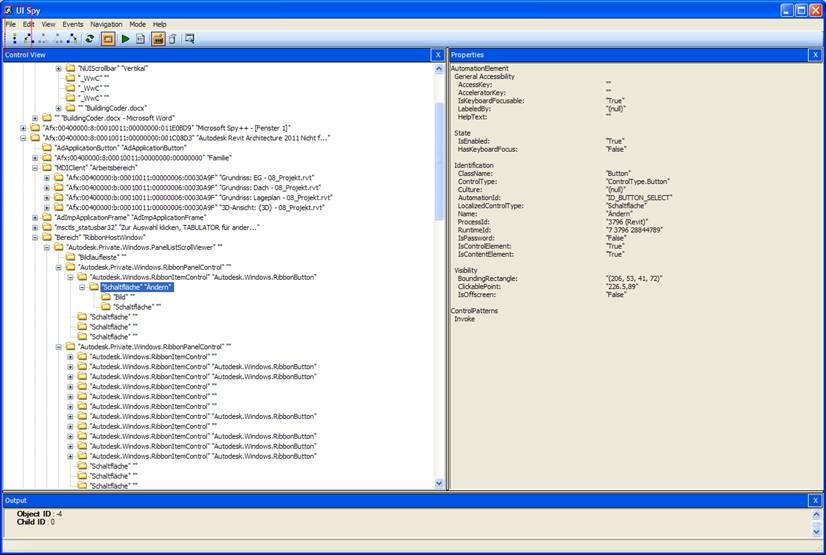 UI Spy
File Edit View Events Navigation Mode Help
Control View X
"NUIScrollbar" "Vertikal"
"_WwC" ""
"_WwC" ""
"_WwC" ""
"" "BuildingCoder.docx"
"" "BuildingCoder.docx - Microsoft Word"
"Afx:00400000:8:00010011:00000000:011E0BD9" "Microsoft Spy++ - [Fenster 1]"
"Afx:00400000:8:00010011:00000000:001C08D3" "Autodesk Revit Architecture 2011 Nicht f..."
"AdApplicationButton" "AdApplicationButton"
"Afx:00400000:8:00010011:00000000:00000000" "Familie"
"MDIClient" "Arbeitsbereich"
"Afx:00400000:b:00010011:00000006:00030A9F" "Grundriss: EG - 08_Projekt.rvt"
"Afx:00400000:b:00010011:00000006:00030A9F" "Grundriss: Dach - 08_Projekt.rvt"
"Afx:00400000:b:00010011:00000006:00030A9F" "Grundriss: Lageplan - 08_Projekt.rvt"
"Afx:00400000:b:00010011:00000006:00030A9F" "3D-Ansicht: {3D} - 08_Projekt.rvt"
"AdImpApplicationFrame" "AdImpApplicationFrame"
"msctls_statusbar32" "Zur Auswahl klicken, TABULATOR für ander..."
"Bereich" "RibbonHostWindow"
"Autodesk.Private.Windows.PanelListScrollViewer" ""
"Bildlaufleiste" ""
"Autodesk.Private.Windows.RibbonPanelControl" ""
"Autodesk.Windows.RibbonItemControl" "Autodesk.Windows.RibbonButton"
"Schaltfläche" "Ändern"
"Bild" ""
"Schaltfläche" ""
"Schaltfläche" ""
"Schaltfläche" ""
"Schaltfläche" ""
"Autodesk.Private.Windows.RibbonPanelControl" ""
"Autodesk.Windows.RibbonItemControl" ""
"Autodesk.Windows.RibbonItemControl" "Autodesk.Windows.RibbonButton"
"Autodesk.Windows.RibbonItemControl" "Autodesk.Windows.RibbonButton"
"Autodesk.Windows.RibbonItemControl" ""
"Autodesk.Windows.RibbonItemControl" ""
"Autodesk.Windows.RibbonItemControl" ""
"Autodesk.Windows.RibbonItemControl" "Autodesk.Windows.RibbonButton"
"Autodesk.Windows.RibbonItemControl" ""
"Autodesk.Windows.RibbonItemControl" "Autodesk.Windows.RibbonButton"
"Autodesk.Windows.RibbonItemControl" "Autodesk.Windows.RibbonButton"
"Autodesk.Windows.RibbonItemControl" "Autodesk.Windows.RibbonButton"
"Schaltfläche" ""
"Schaltfläche" ""
"Schaltfläche" ""
Properties X
AutomationElement
General Accessibility
AccessKey: ""
AcceleratorKey: ""
IsKeyboardFocusable: "True"
LabeledBy: "(null)"
HelpText: ""
State
IsEnabled: "True"
HasKeyboardFocus: "False"
Identification
ClassName: "Button"
ControlType: "ControlType.Button"
Culture: "(null)"
AutomationId: "ID_BUTTON_SELECT"
LocalizedControlType: "Schaltfläche"
Name: "Ändern"
ProcessId: "3796 (Revit)"
RuntimeId: "7 3796 28844789"
IsPassword: "False"
IsControlElement: "True"
IsContentElement: "True"
Visibility
BoundingRectangle: "(206, 53, 41, 72)"
ClickablePoint: "226.5,89"
IsOffscreen: "False"
ControlPatterns
Invoke
Output X
Object ID : -4
Child ID : 0